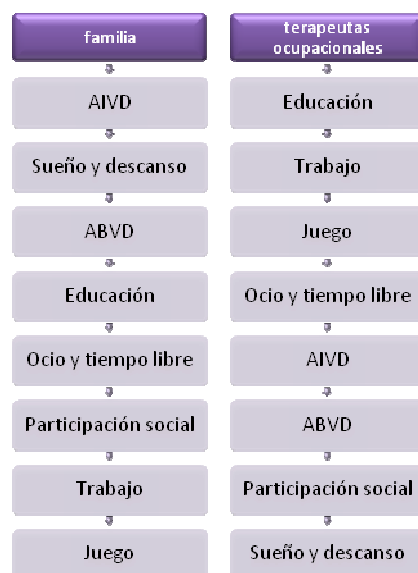 familia
AIVD
Sueño y descanso
ABVD
Educación
Ocio y tiempo libre
Participación social
Trabajo
Juego
terapeutas
ocupacionales
Educación
Trabajo
Juego
Ocio y tiempo libre
AIVD
ABVD
Participación social
Sueño y descanso